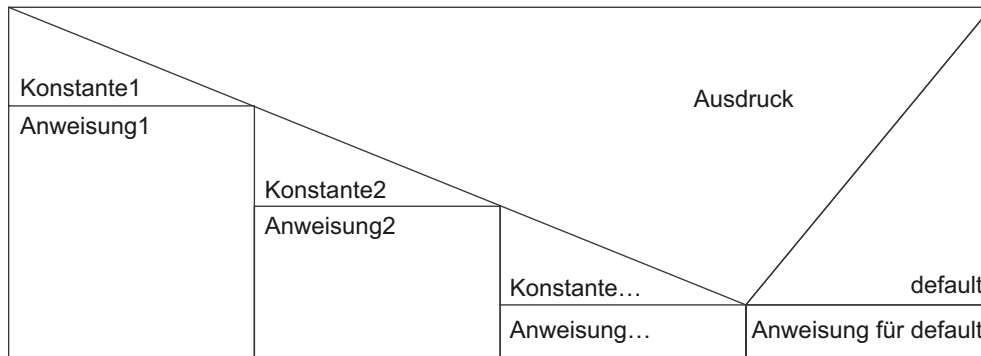 Ausdruck
Konstante1
Anweisung1
Konstante2
Anweisung2
Konstante…
Anweisung…
default
Anweisung für default